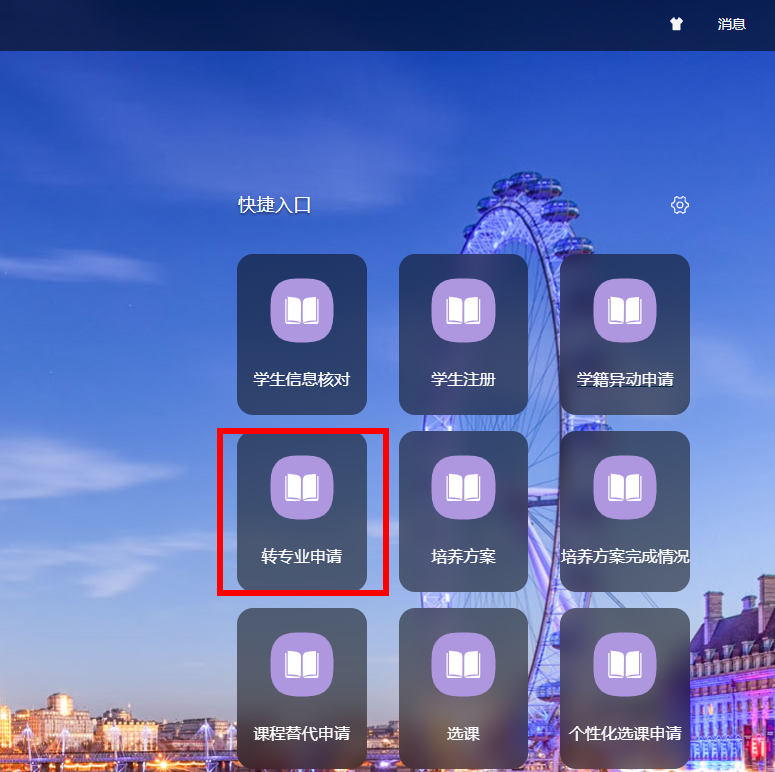 消息
快捷入口
学生信息核对
学生注册
学籍异动申请
转专业申请
培养方案
培养方案完成情况
课程替代申请
选课
个性化选课申请